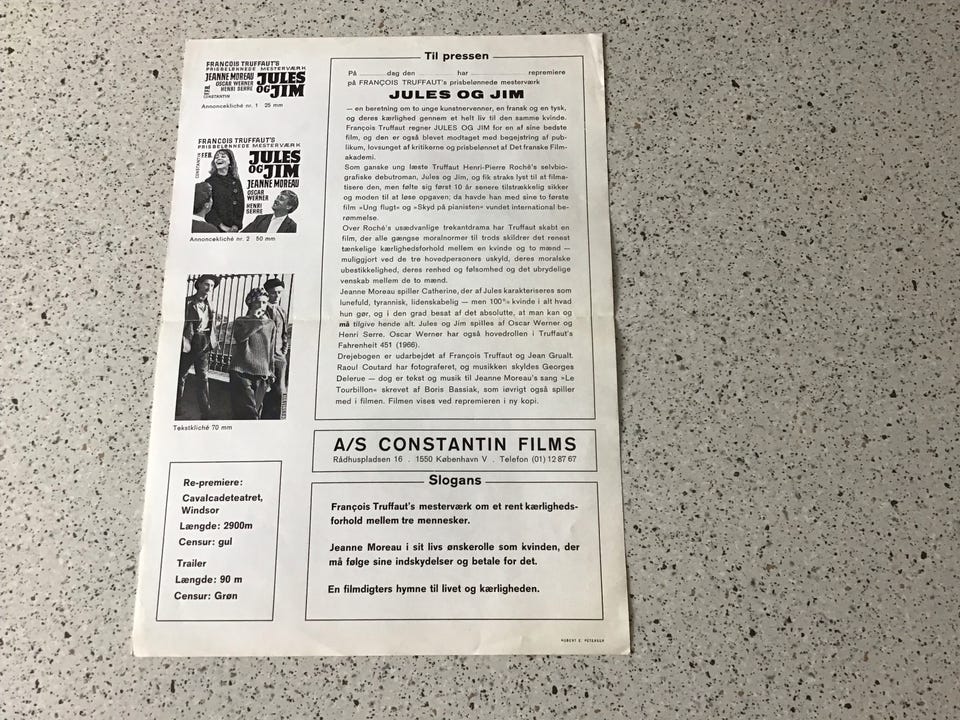 FRANÇOIS TRUFFAUT'S
PRISBELØNNEDE MESTERVÆRK
JEANNE MOREAU
OSCAR WERNER
HENRI SERRE
JULES
OG JIM
FBB.
CONSTANTIN
Annoncekliché nr. 1 25 mm
FRANÇOIS TRUFFAUT'S
PRISBELØNNEDE MESTERVÆRK
CONSTANTIN
FBB.
JULES
OG JIM
JEANNE MOREAU
OSCAR
WERNER
HENRI
SERRE
Annoncekliché nr. 2 50 mm
CONSTANTIN
Tekstkliché 70 mm
Re-premiere:
Cavalcadeteatret,
Windsor
Længde: 2900m
Censur: gul
Trailer
Længde: 90 m
Censur: Grøn
Til pressen
På ............dag den ................ har ........................ repremiere
på FRANÇOIS TRUFFAUT's prisbelønnede mesterværk
JULES OG JIM
— en beretning om to unge kunstnervenner, en fransk og en tysk,
og deres kærlighed gennem et helt liv til den samme kvinde.
François Truffaut regner JULES OG JIM for en af sine bedste
film, og den er også blevet modtaget med begejstring af pub-
likum, lovsunget af kritikerne og prisbelønnet af Det franske Film-
akademi.
Som ganske ung læste Truffaut Henri-Pierre Roché's selvbio-
grafiske debutroman, Jules og Jim, og fik straks lyst til at filma-
tisere den, men følte sig først 10 år senere tilstrækkelig sikker
og moden til at løse opgaven; da havde han med sine to første
film »Ung flugt« og »Skyd på pianisten« vundet international be-
rømmelse.
Over Roché's usædvanlige trekantdrama har Truffaut skabt en
film, der alle gængse moralnormer til trods skildrer det renest
tænkelige kærlighedsforhold mellem en kvinde og to mænd —
muliggjort ved de tre hovedpersoners uskyld, deres moralske
ubestikkelighed, deres renhed og følsomhed og det ubrydelige
venskab mellem de to mænd.
Jeanne Moreau spiller Catherine, der af Jules karakteriseres som
lunefuld, tyrannisk, lidenskabelig — men 100 % kvinde i alt hvad
hun gør, og i den grad besat af det absolutte, at man kan og
må tilgive hende alt. Jules og Jim spilles af Oscar Werner og
Henri Serre. Oscar Werner har også hovedrollen i Truffaut's
Fahrenheit 451 (1966).
Drejebogen er udarbejdet af François Truffaut og Jean Grualt.
Raoul Coutard har fotograferet, og musikken skyldes Georges
Delerue — dog er tekst og musik til Jeanne Moreau's sang »Le
Tourbillon« skrevet af Boris Bassiak, som iøvrigt også spiller
med i filmen. Filmen vises ved repremieren i ny kopi.
A/S CONSTANTIN FILMS
Rådhuspladsen 16 . 1550 København V . Telefon (01) 12 87 67
Slogans
François Truffaut's mesterværk om et rent kærligheds-
forhold mellem tre mennesker.
Jeanne Moreau i sit livs ønskerolle som kvinden, der
må følge sine indskydelser og betale for det.
En filmdigters hymne til livet og kærligheden.
ROBERT E. PETERSEN